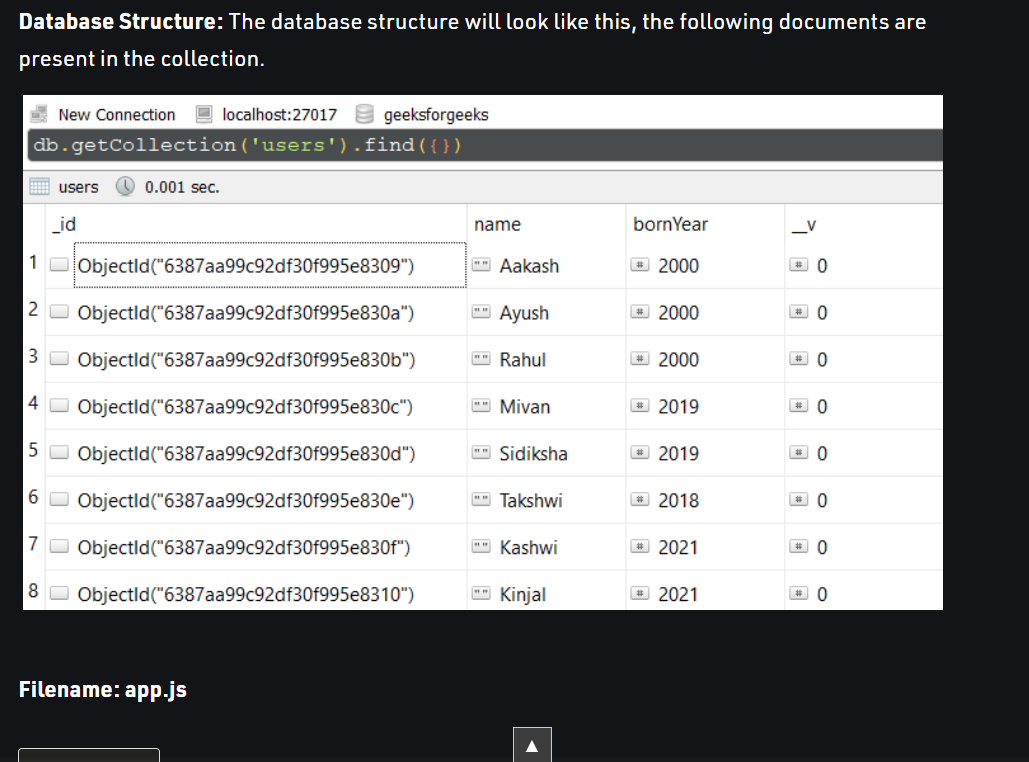 Database Structure: The database structure will look like this, the following documents are
present in the collection.
New Connection localhost:27017 geeksforgeeks
db.getCollection('users').find({})
users 0.001 sec.
_id name bornYear __v
1 ObjectId("6387aa99c92df30f995e8309") "" Aakash # 2000 # 0
2 ObjectId("6387aa99c92df30f995e830a") "" Ayush # 2000 # 0
3 ObjectId("6387aa99c92df30f995e830b") "" Rahul # 2000 # 0
4 ObjectId("6387aa99c92df30f995e830c") "" Mivan # 2019 # 0
5 ObjectId("6387aa99c92df30f995e830d") "" Sidiksha # 2019 # 0
6 ObjectId("6387aa99c92df30f995e830e") "" Takshwi # 2018 # 0
7 ObjectId("6387aa99c92df30f995e830f") "" Kashwi # 2021 # 0
8 ObjectId("6387aa99c92df30f995e8310") "" Kinjal # 2021 # 0
Filename: app.js